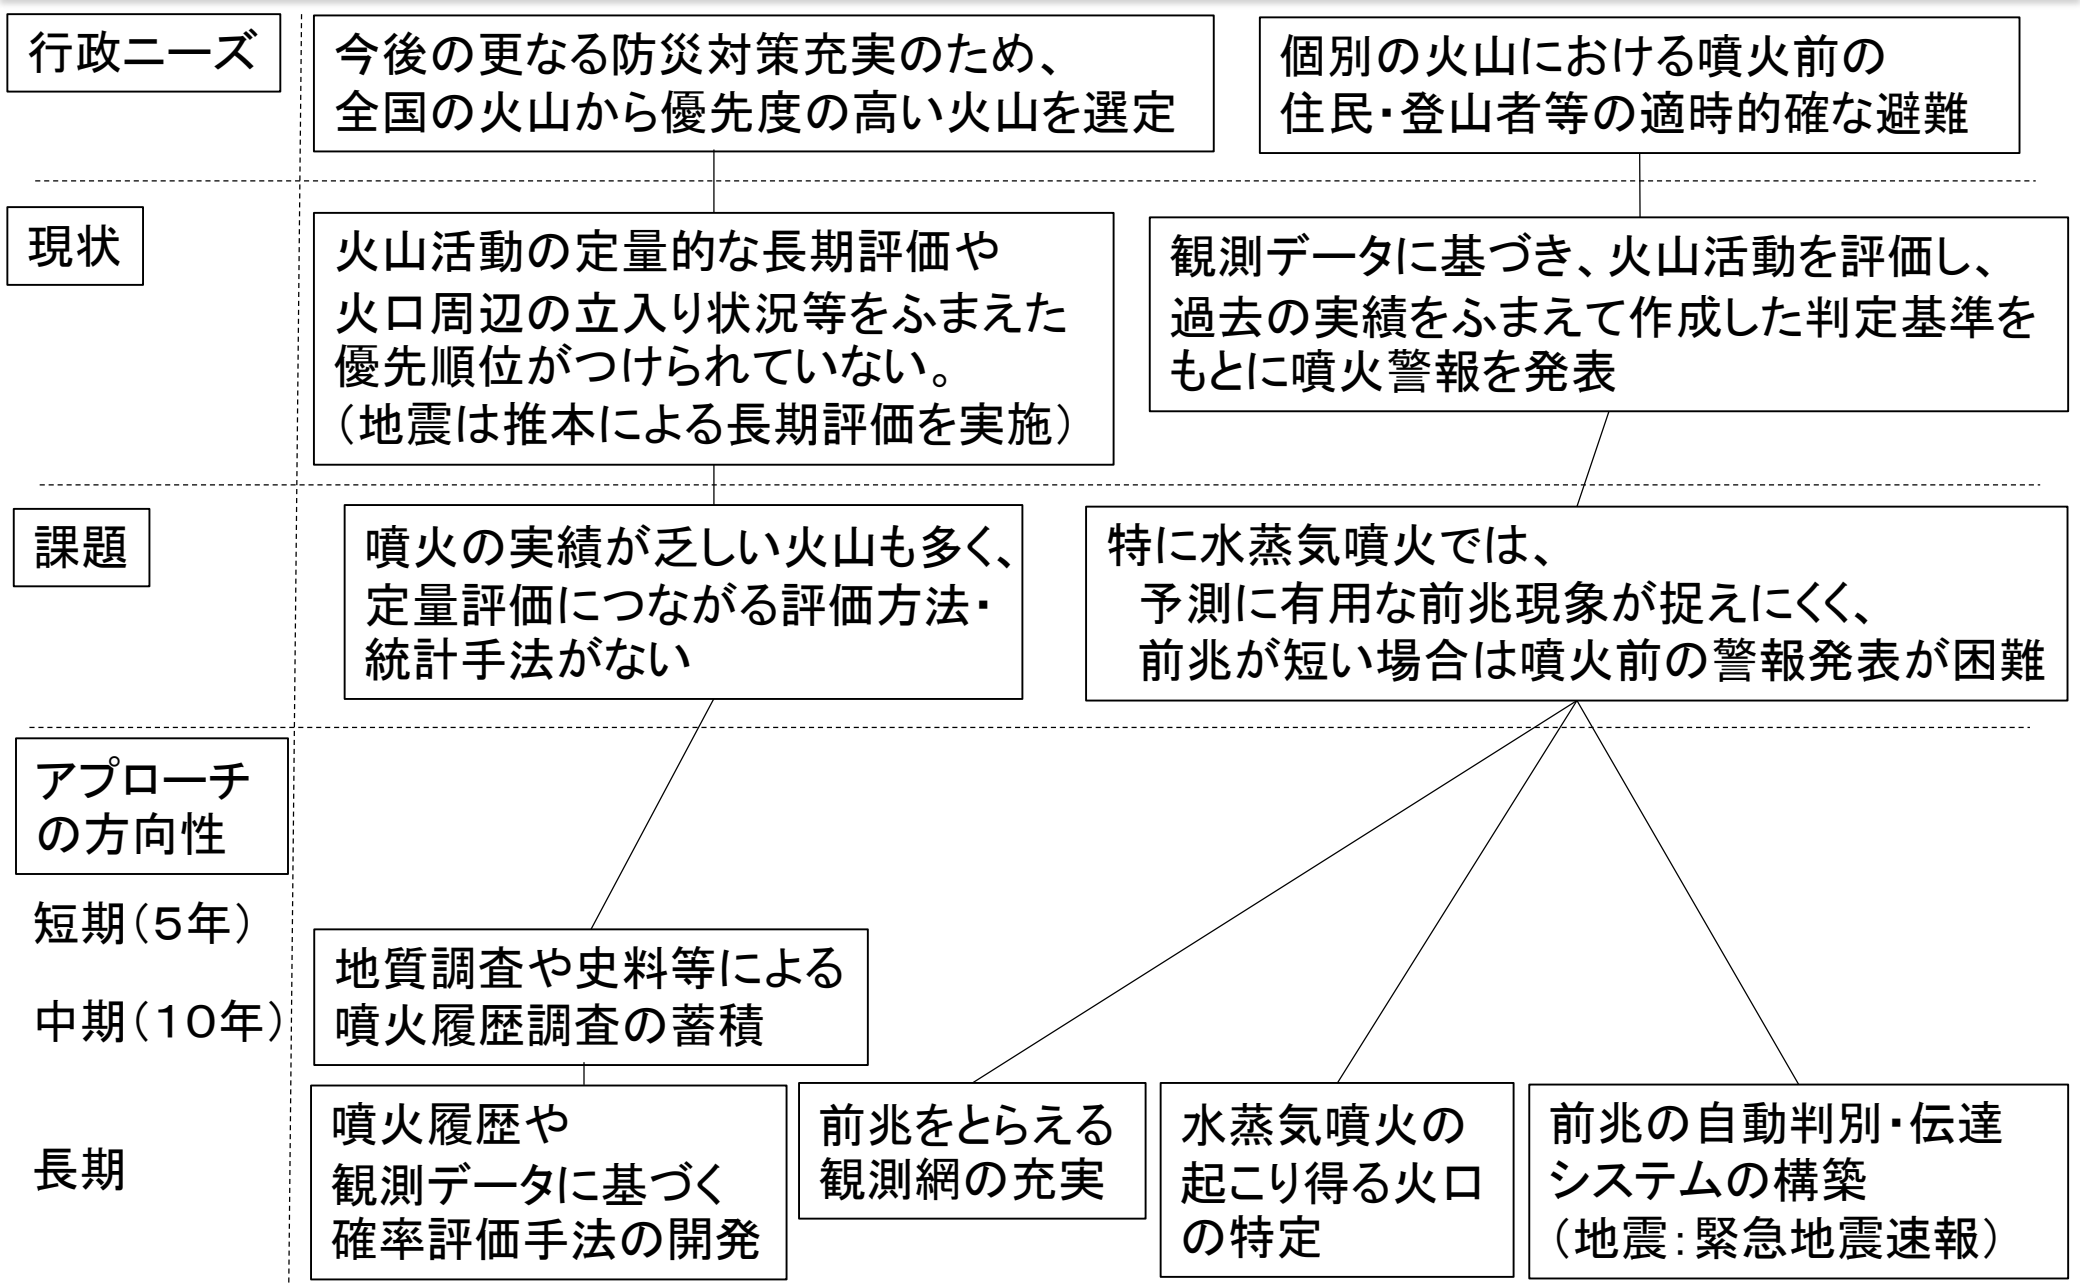 行政ニーズ
今後の更なる防災対策充実のため、
全国の火山から優先度の高い火山を選定
個別の火山における噴火前の
住民・登山者等の適時的確な避難
現状
火山活動の定量的な長期評価や
火口周辺の立入り状況等をふまえた
優先順位がつけられていない。
（地震は推本による長期評価を実施）
観測データに基づき、火山活動を評価し、
過去の実績をふまえて作成した判定基準を
もとに噴火警報を発表
課題
噴火の実績が乏しい火山も多く、
定量評価につながる評価方法・
統計手法がない
特に水蒸気噴火では、
予測に有用な前兆現象が捉えにくく、
前兆が短い場合は噴火前の警報発表が困難
アプローチ
の方向性
短期（５年）
中期（１０年）
長期
地質調査や史料等による
噴火履歴調査の蓄積
噴火履歴や
観測データに基づく
確率評価手法の開発
前兆をとらえる
観測網の充実
水蒸気噴火の
起こり得る火口
の特定
前兆の自動判別・伝達
システムの構築
（地震：緊急地震速報）